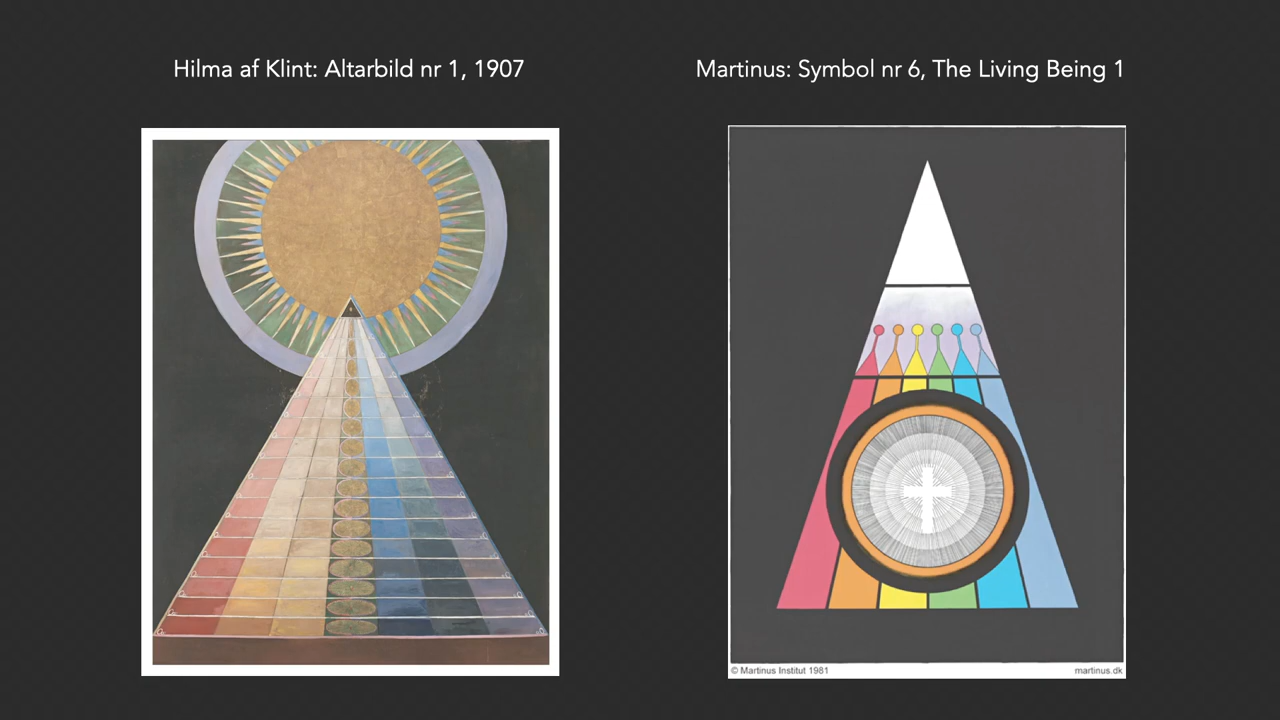 Hilma af Klint: Altarbild nr 1, 1907
Martinus: Symbol nr 6, The Living Being 1
© Martinus Institut 1981
martinus.dk